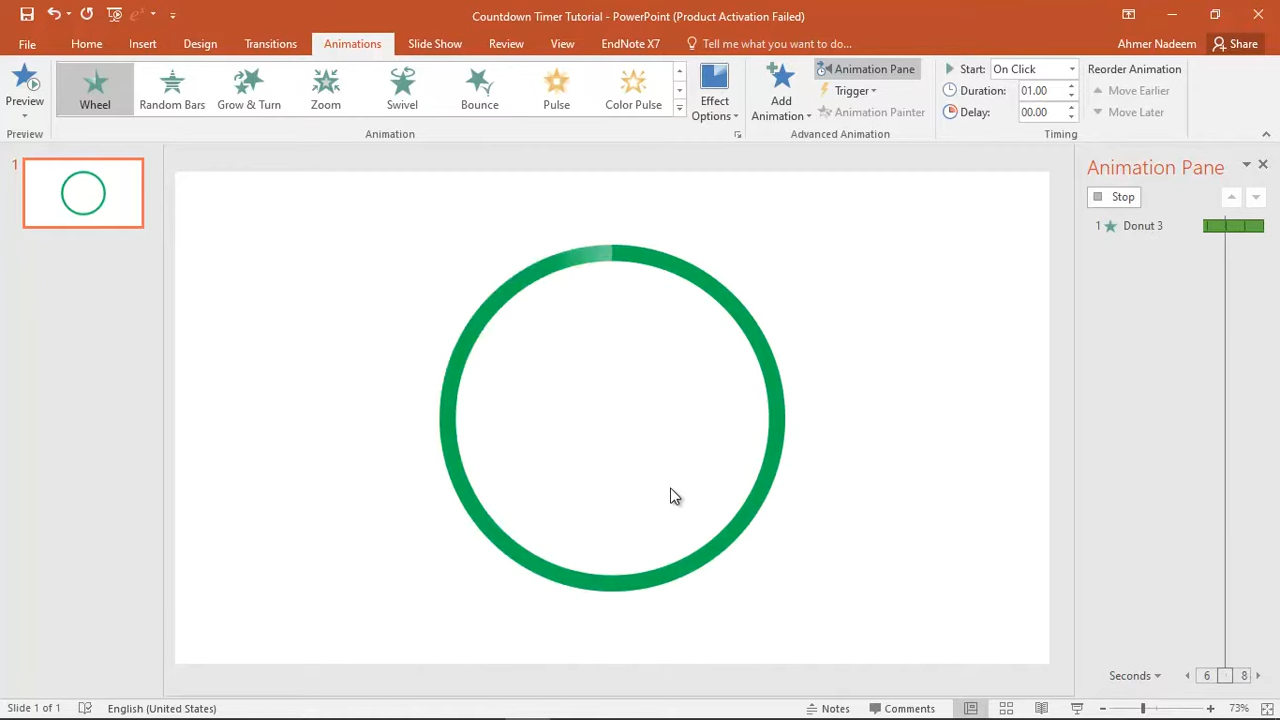 Countdown Timer Tutorial - PowerPoint (Product Activation Failed)
File Home Insert Design Transitions Animations Slide Show Review View EndNote X7 Tell me what you want to do... Ahmer Nadeem Share
Preview
Preview
Wheel Random Bars Grow & Turn Zoom Swivel Bounce Pulse Color Pulse
Animation
Effect
Options
Add
Animation
Animation Pane
Trigger
Animation Painter
Advanced Animation
Start: On Click
Duration: 01.00
Delay: 00.00
Timing
Reorder Animation
Move Earlier
Move Later
1
Animation Pane
Stop
1 Donut 3
Seconds 6 8
Slide 1 of 1 English (United States) Notes Comments 73%